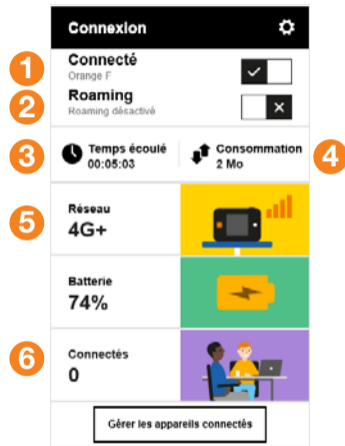 Connexion
1 Connecté
Orange F
2 Roaming
Roaming désactivé
3 Temps écoulé Consommation 4
00:05:03 2 Mo
Réseau
5 4G+
Batterie
74%
6 Connectés
0
Gérer les appareils connectés